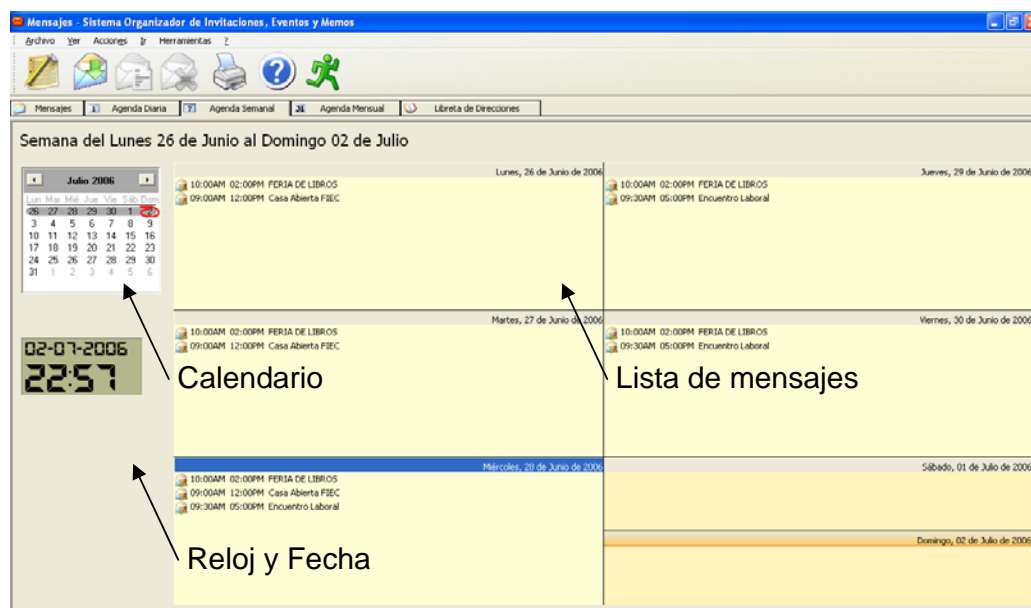 Mensajes - Sistema Organizador de Invitaciones, Eventos y Memos
Archivo Ver Acciones Ir Herramientas ?
Mensajes 1 Agenda Diaria 7 Agenda Semanal 31 Agenda Mensual Libreta de Direcciones
Semana del Lunes 26 de Junio al Domingo 02 de Julio
Julio 2006
Lun Mar Mié Jue Vie Sáb Dom
26 27 28 29 30 1
3 4 5 6 7 8 9
10 11 12 13 14 15 16
17 18 19 20 21 22 23
24 25 26 27 28 29 30
31 1 2 3 4 5 6
02-07-2006
22:57
Lunes, 26 de Junio de 2006
10:00AM 02:00PM FERIA DE LIBROS
09:00AM 12:00PM Casa Abierta FIEC
Martes, 27 de Junio de 2006
10:00AM 02:00PM FERIA DE LIBROS
09:00AM 12:00PM Casa Abierta FIEC
Miércoles, 28 de Junio de 2006
10:00AM 02:00PM FERIA DE LIBROS
09:00AM 12:00PM Casa Abierta FIEC
09:30AM 05:00PM Encuentro Laboral
Jueves, 29 de Junio de 2006
10:00AM 02:00PM FERIA DE LIBROS
09:30AM 05:00PM Encuentro Laboral
Viernes, 30 de Junio de 2006
10:00AM 02:00PM FERIA DE LIBROS
09:30AM 05:00PM Encuentro Laboral
Sábado, 01 de Julio de 2006
Domingo, 02 de Julio de 2006
Calendario
Lista de mensajes
Reloj y Fecha